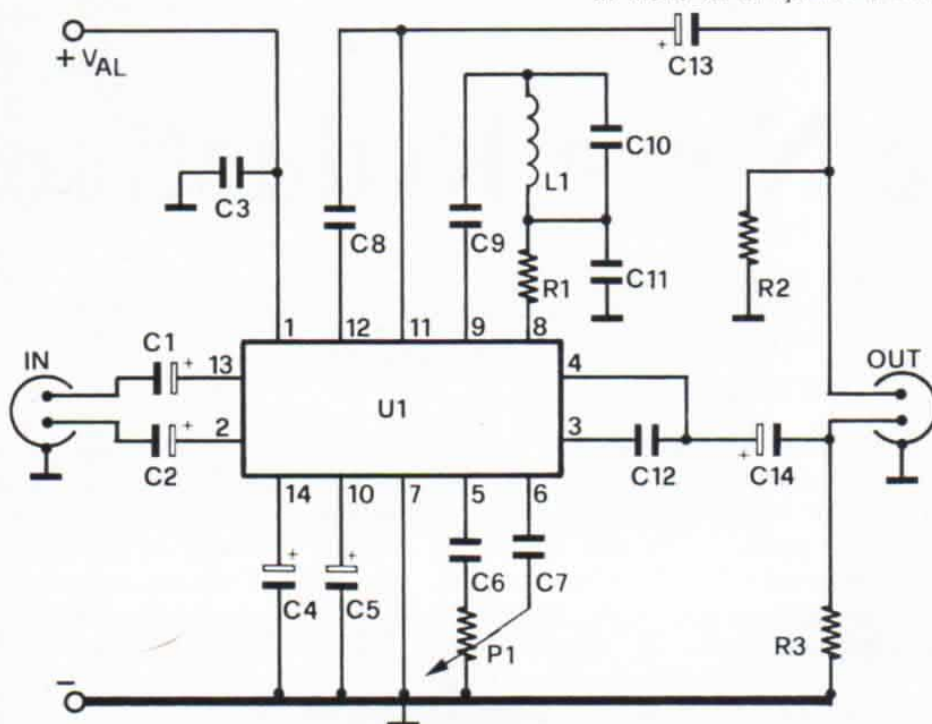 + VAL
C13
C10
L1
C3
C8
C9
R1
C11
R2
1
12
11
9
8
IN
C1
+
13
4
OUT
U1
C2
+
2
3
C12
+
C14
14
10
7
5
6
+
C4
+
C5
C6
C7
P1
R3
−